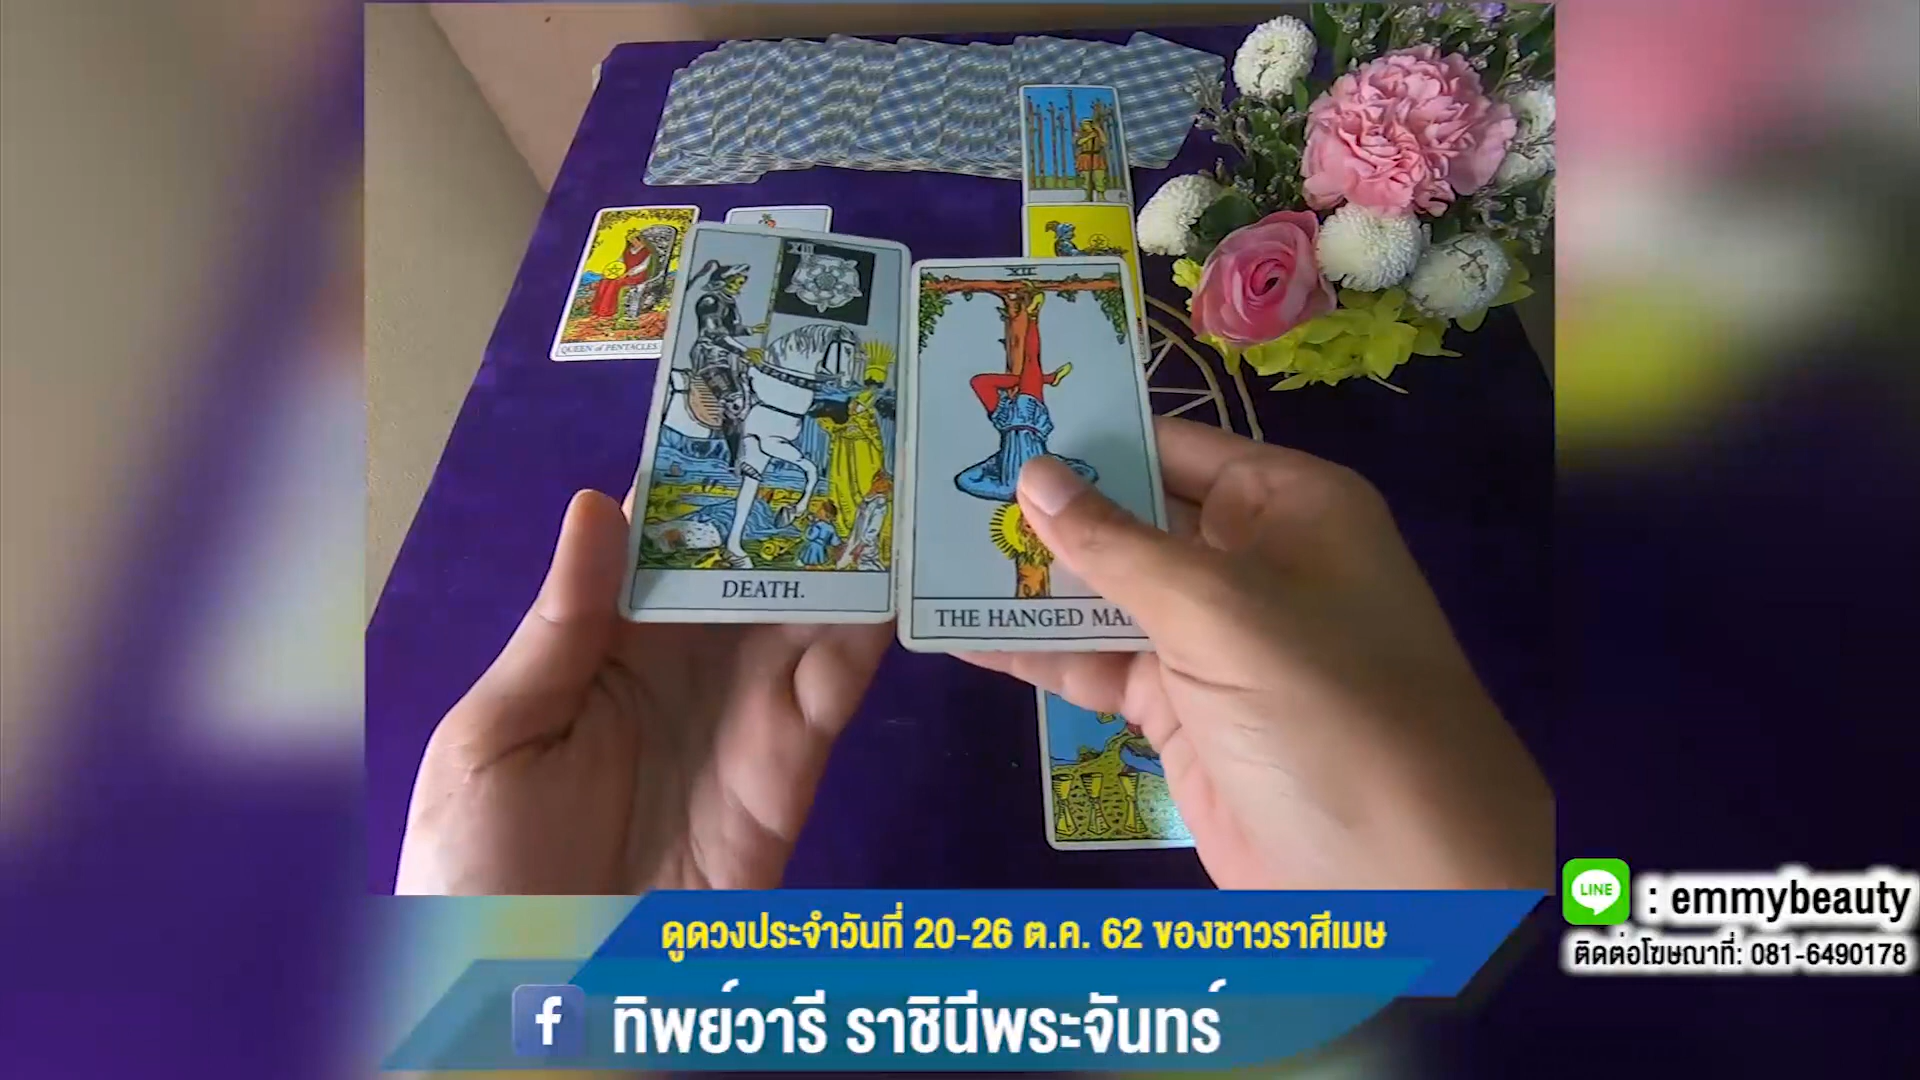 XIII
XII
QUEEN of PENTACLES
DEATH.
THE HANGED MAN
LINE : emmybeauty
ติดต่อโฆษณาที่: 081-6490178
ดูดวงประจำวันที่ 20-26 ต.ค. 62 ของชาวราศีเมษ
f ทิพย์วารี ราชินีพระจันทร์